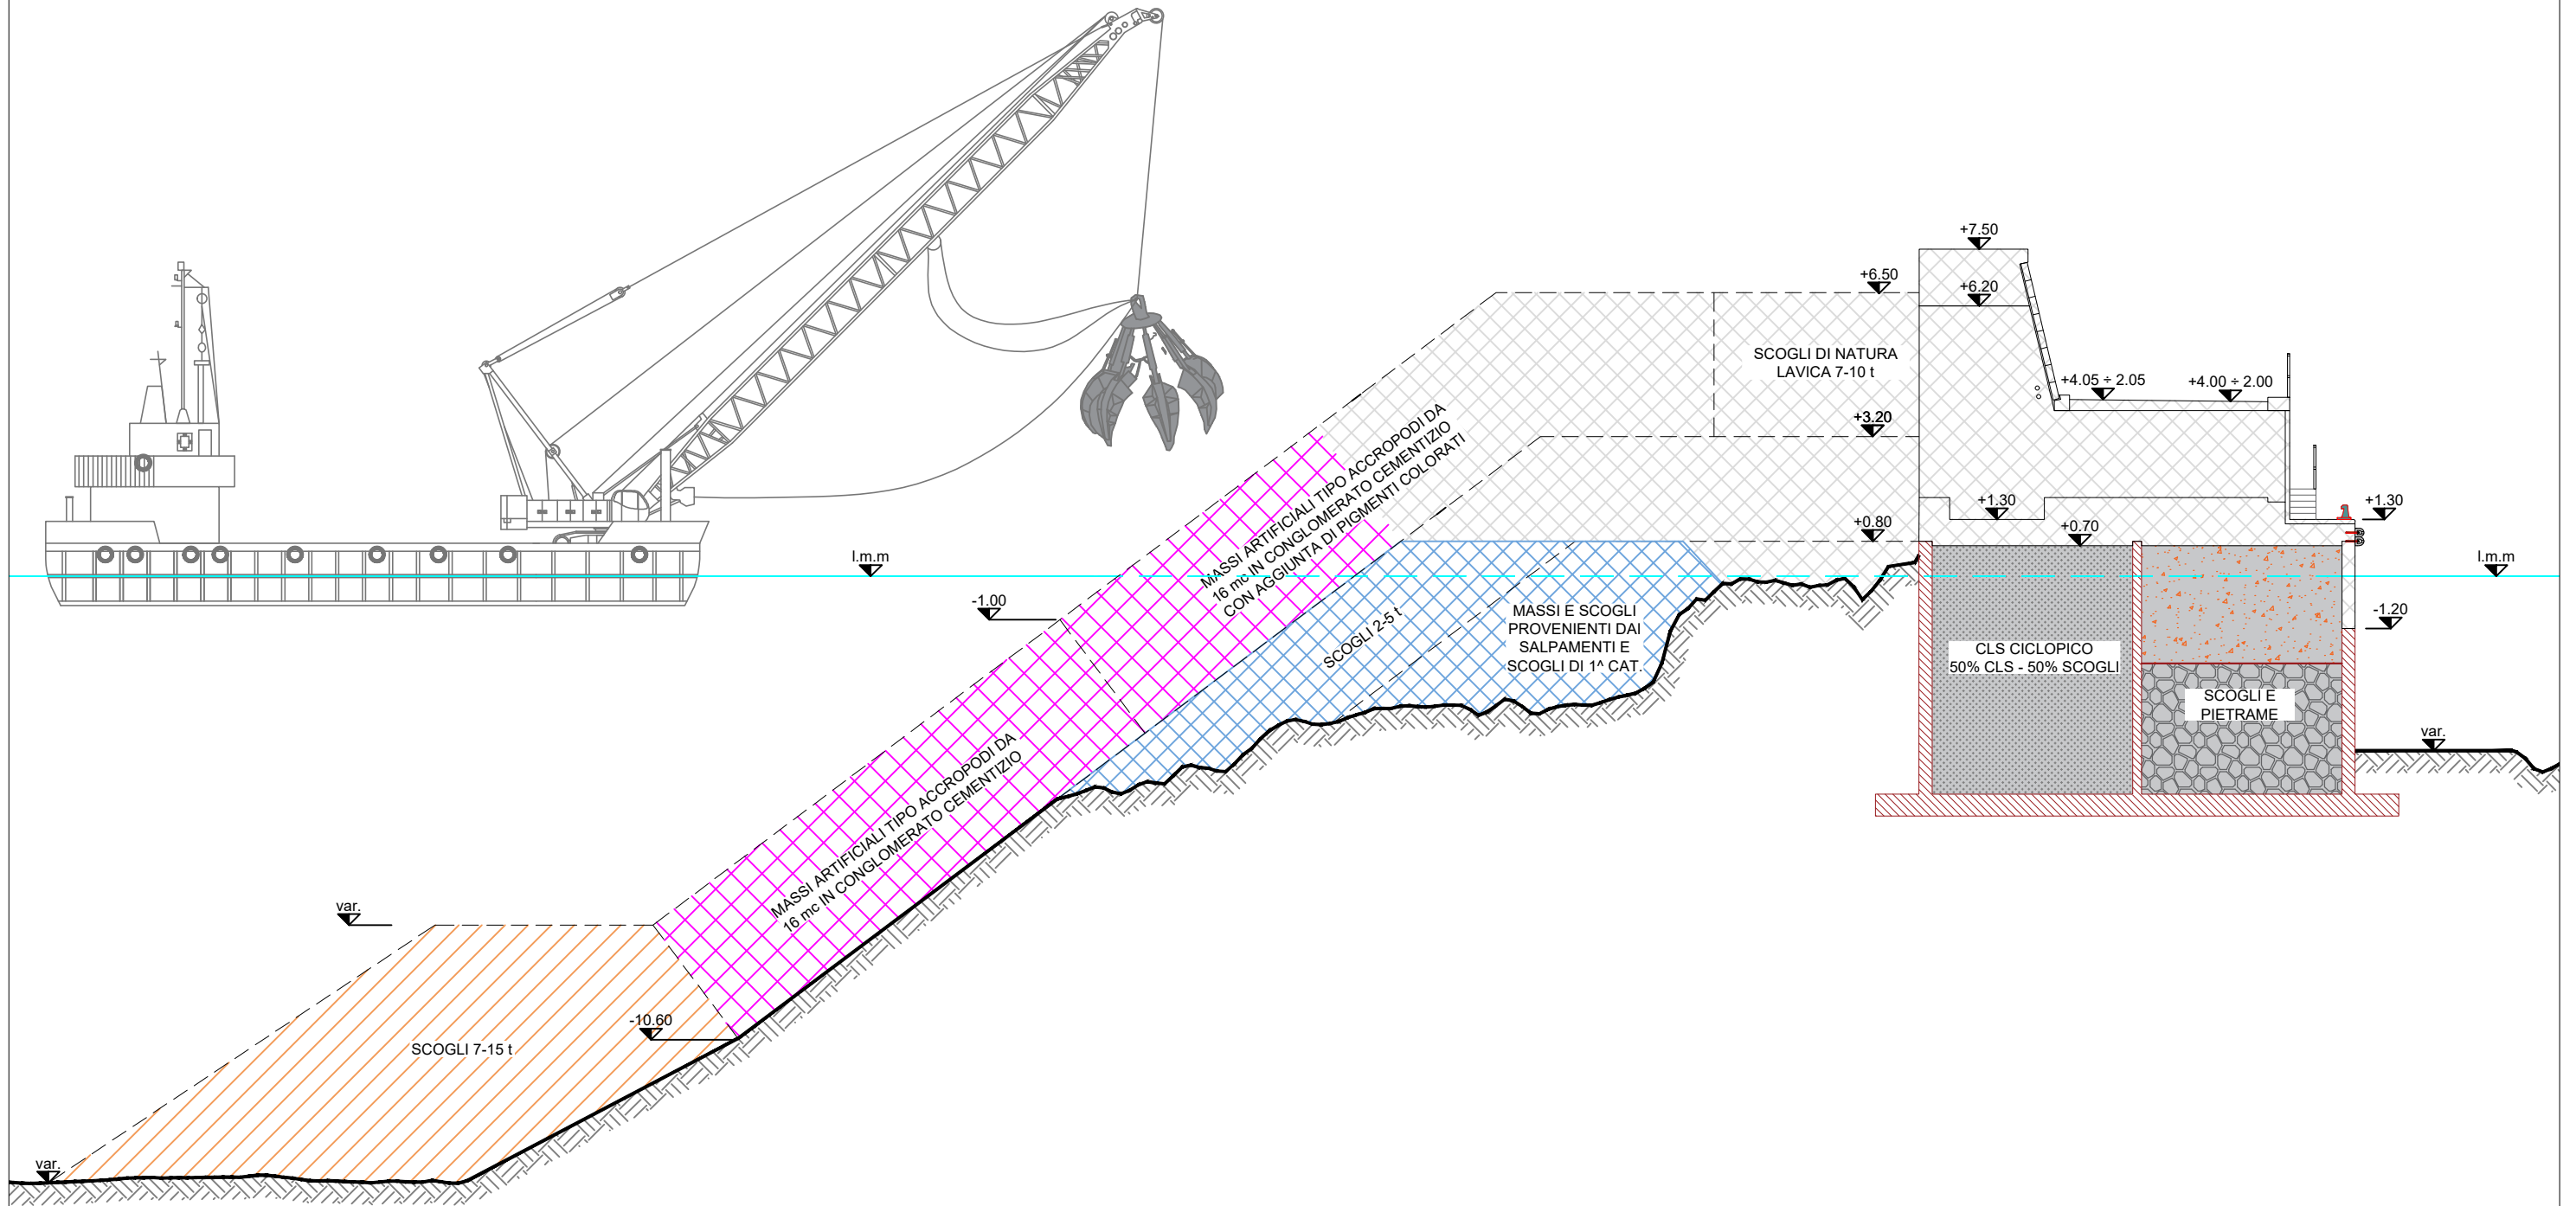 +7.50
+6.50
+6.20
SCOGLI DI NATURA
LAVICA 7-10 t
+4.05 ÷ 2.05
+4.00 ÷ 2.00
+3.20
MASSI ARTIFICIALI TIPO ACCROPODI DA
16 mc IN CONGLOMERATO CEMENTIZIO
CON AGGIUNTA DI PIGMENTI COLORATI
+1.30
+1.30
+0.80
+0.70
l.m.m
l.m.m
-1.00
-1.20
SCOGLI 2-5 t
MASSI E SCOGLI
PROVENIENTI DAI
SALPAMENTI E
SCOGLI DI 1^ CAT.
CLS CICLOPICO
50% CLS - 50% SCOGLI
SCOGLI E
PIETRAME
var.
MASSI ARTIFICIALI TIPO ACCROPODI DA
16 mc IN CONGLOMERATO CEMENTIZIO
var.
-10.60
SCOGLI 7-15 t
var.